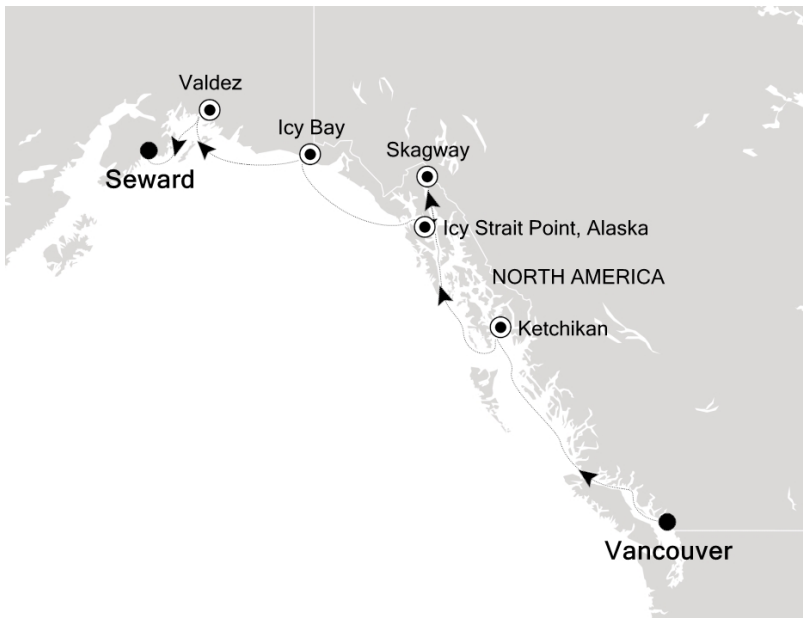 Valdez
Icy Bay
Skagway
Seward
Icy Strait Point, Alaska
NORTH AMERICA
Ketchikan
Vancouver